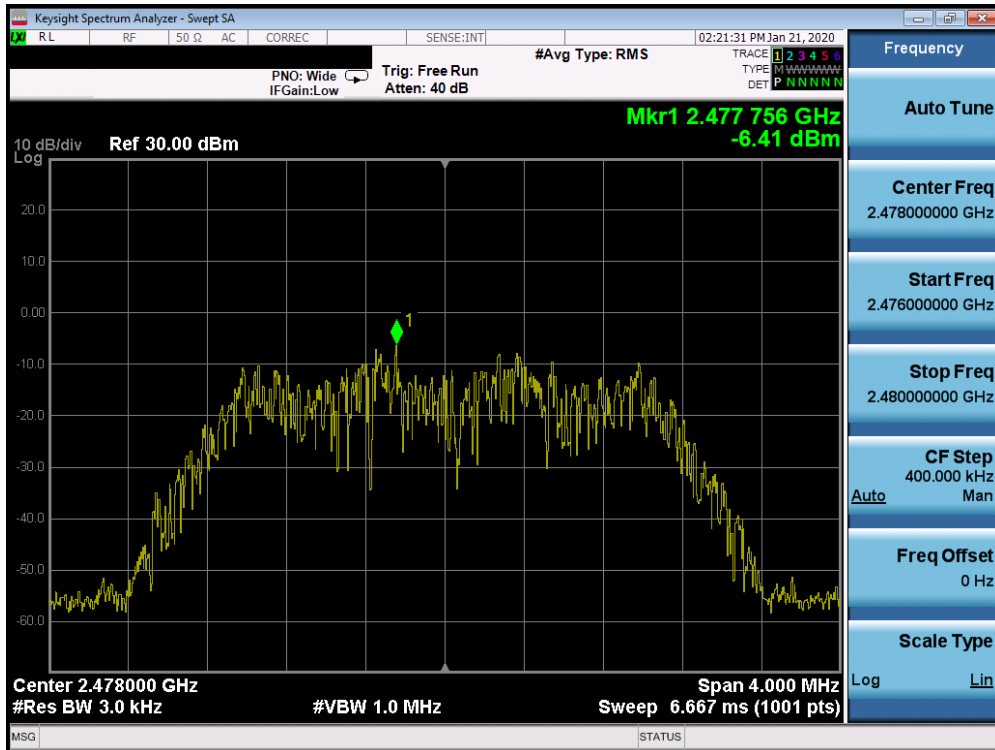 Keysight Spectrum Analyzer - Swept SA
LXI RL RF 50 Ω AC CORREC SENSE:INT 02:21:31 PM Jan 21, 2020
#Avg Type: RMS
TRACE 1 2 3 4 5 6
PNO: Wide Trig: Free Run
TYPE M WWWWW
IFGain:Low Atten: 40 dB
DET P N N N N N
Mkr1 2.477 756 GHz
-6.41 dBm
10 dB/div Ref 30.00 dBm
Log
20.0
10.0
0.00
1
-10.0
-20.0
-30.0
-40.0
-50.0
-60.0
Center 2.478000 GHz Span 4.000 MHz
#Res BW 3.0 kHz #VBW 1.0 MHz Sweep 6.667 ms (1001 pts)
MSG STATUS
Frequency
Auto Tune
Center Freq
2.478000000 GHz
Start Freq
2.476000000 GHz
Stop Freq
2.480000000 GHz
CF Step
400.000 kHz
Auto Man
Freq Offset
0 Hz
Scale Type
Log Lin